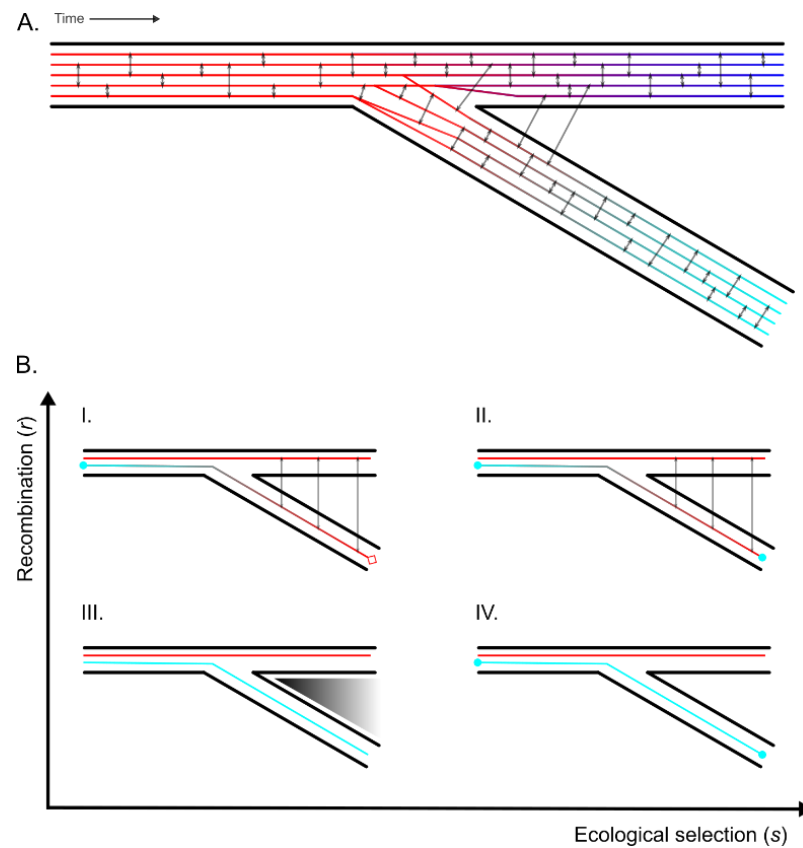 A.
Time
B.
I.
II.
III.
IV.
Recombination (r)
Ecological selection (s)